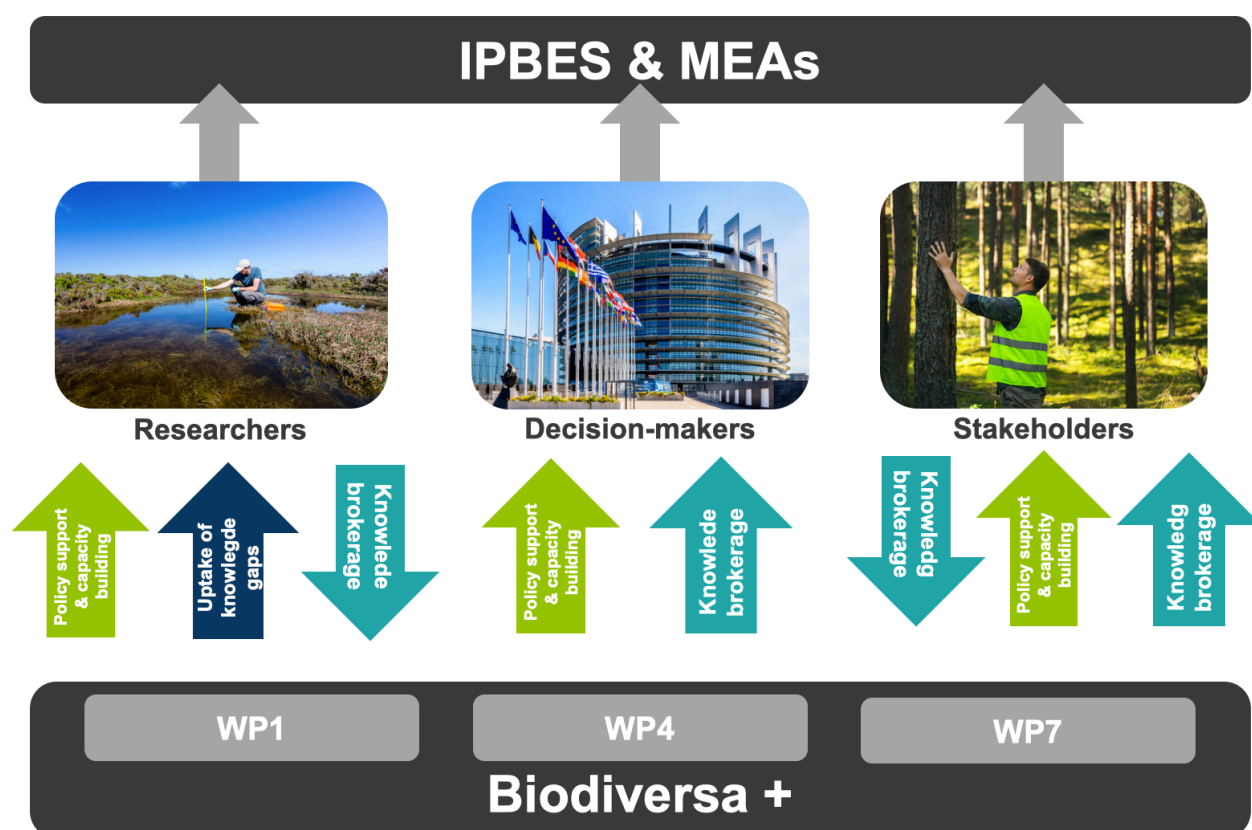 IPBES & MEAs
Researchers
Decision-makers
Stakeholders
Policy support
& capacity
building
Uptake of
knowlegde
gaps
Knowlede
brokerage
Policy support
& capacity
building
Knowlede
brokerage
Knowledg
brokerage
Policy support
& capacity
building
Knowledg
brokerage
WP1
WP4
WP7
Biodiversa +